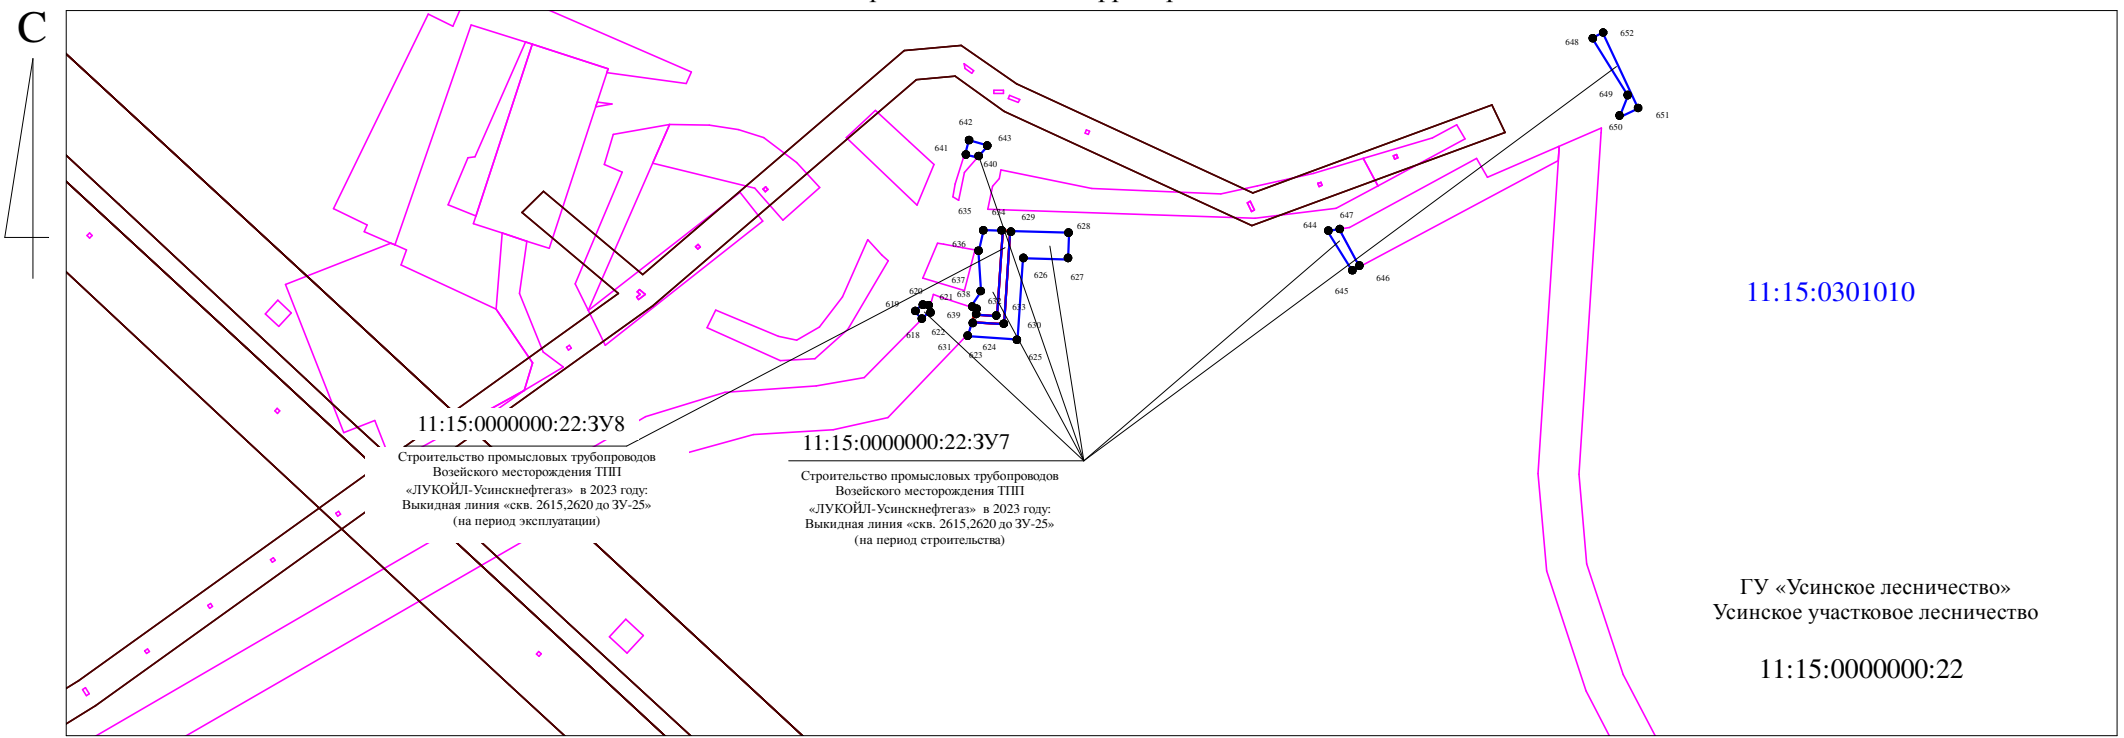 С
648
652
649
650
651
642
643
641
640
635
634
629
647
644
628
636
626
627
637
646
645
620
621
638
619
632
633
639
618
622
630
631
623
624
625
11:15:0301010
11:15:0000000:22:ЗУ8
Строительство промысловых трубопроводов
Возейского месторождения ТПП
«ЛУКОЙЛ-Усинскнефтегаз» в 2023 году:
Выкидная линия «скв. 2615,2620 до ЗУ-25»
(на период эксплуатации)
11:15:0000000:22:ЗУ7
Строительство промысловых трубопроводов
Возейского месторождения ТПП
«ЛУКОЙЛ-Усинскнефтегаз» в 2023 году:
Выкидная линия «скв. 2615,2620 до ЗУ-25»
(на период строительства)
ГУ «Усинское лесничество»
Усинское участковое лесничество
11:15:0000000:22